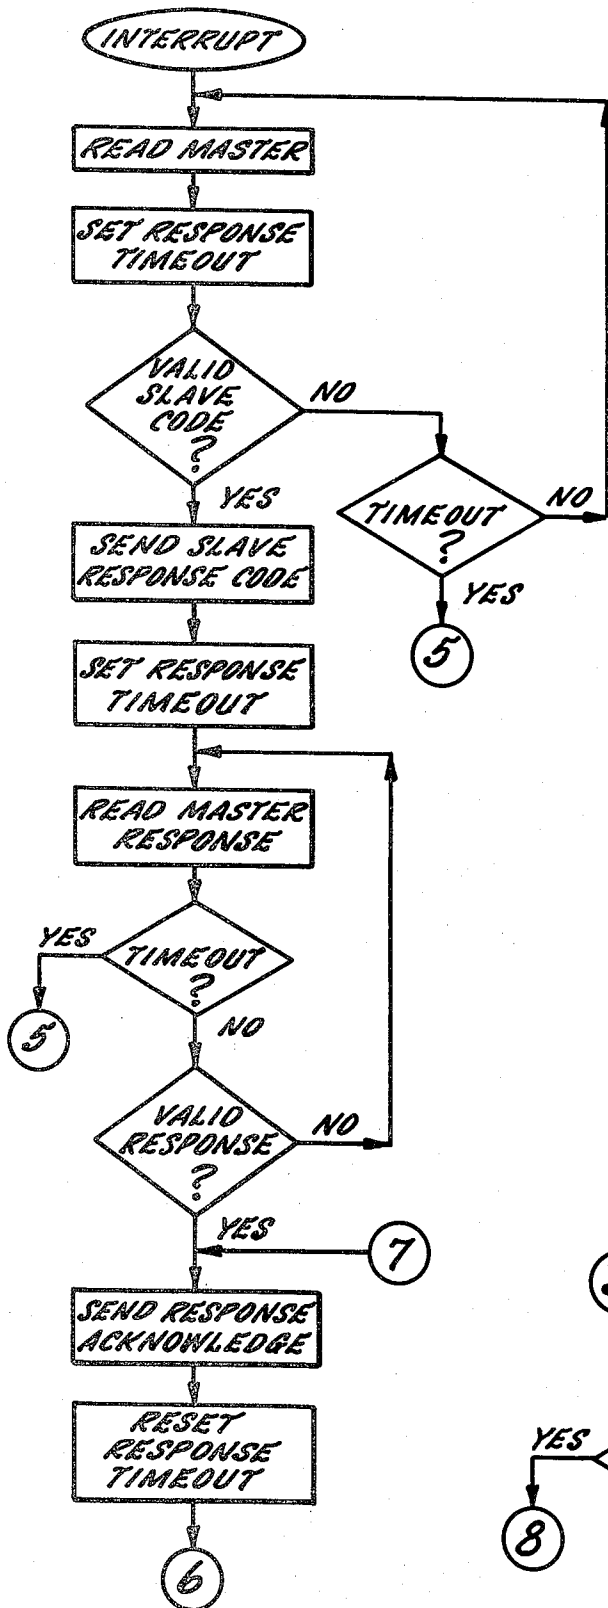 INTERRUPT
READ MASTER
SET RESPONSE
TIMEOUT
VALID
SLAVE
CODE
?
NO
YES
TIMEOUT
?
NO
YES
5
SEND SLAVE
RESPONSE CODE
SET RESPONSE
TIMEOUT
READ MASTER
RESPONSE
TIMEOUT
?
YES
5
NO
VALID
RESPONSE
?
NO
YES
7
SEND RESPONSE
ACKNOWLEDGE
RESET
RESPONSE
TIMEOUT
6
YES
8